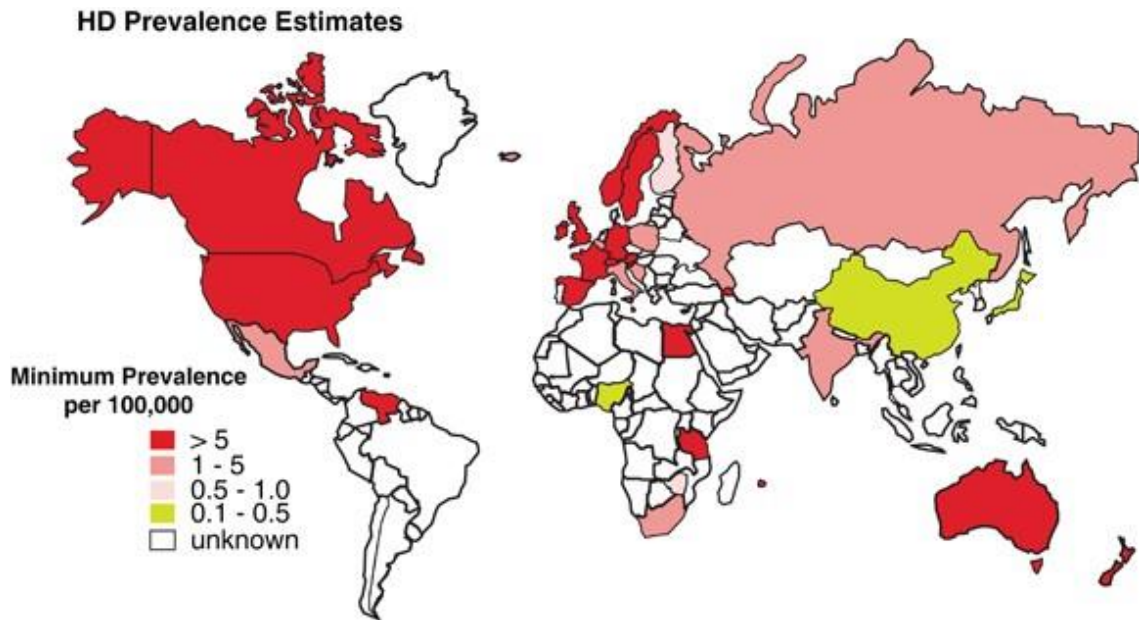 HD Prevalence Estimates
Minimum Prevalence
per 100,000
> 5
1 - 5
0.5 - 1.0
0.1 - 0.5
unknown